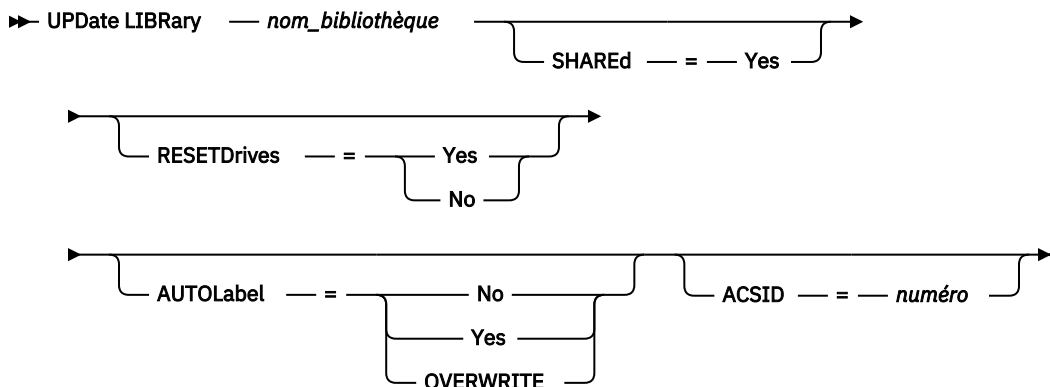 UPDate LIBRary nom_bibliothèque
SHAREd = Yes
RESETDrives = Yes
No
AUTOLabel = No
Yes
OVERWRITE
ACSID = numéro